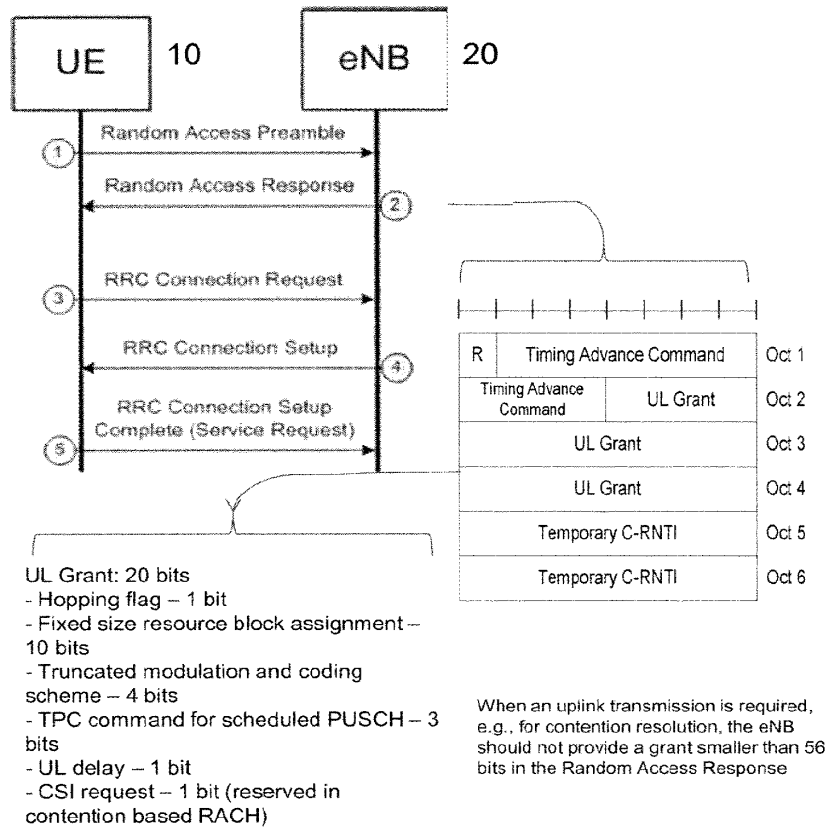 UE 10
eNB 20
Random Access Preamble
1
Random Access Response
2
RRC Connection Request
3
RRC Connection Setup
4
RRC Connection Setup
Complete (Service Request)
5
R Timing Advance Command Oct 1
Timing Advance
Command UL Grant Oct 2
UL Grant Oct 3
UL Grant Oct 4
Temporary C-RNTI Oct 5
Temporary C-RNTI Oct 6
UL Grant: 20 bits
- Hopping flag – 1 bit
- Fixed size resource block assignment –
10 bits
- Truncated modulation and coding
scheme – 4 bits
- TPC command for scheduled PUSCH – 3
bits
- UL delay – 1 bit
- CSI request – 1 bit (reserved in
contention based RACH)
When an uplink transmission is required,
e.g., for contention resolution, the eNB
should not provide a grant smaller than 56
bits in the Random Access Response